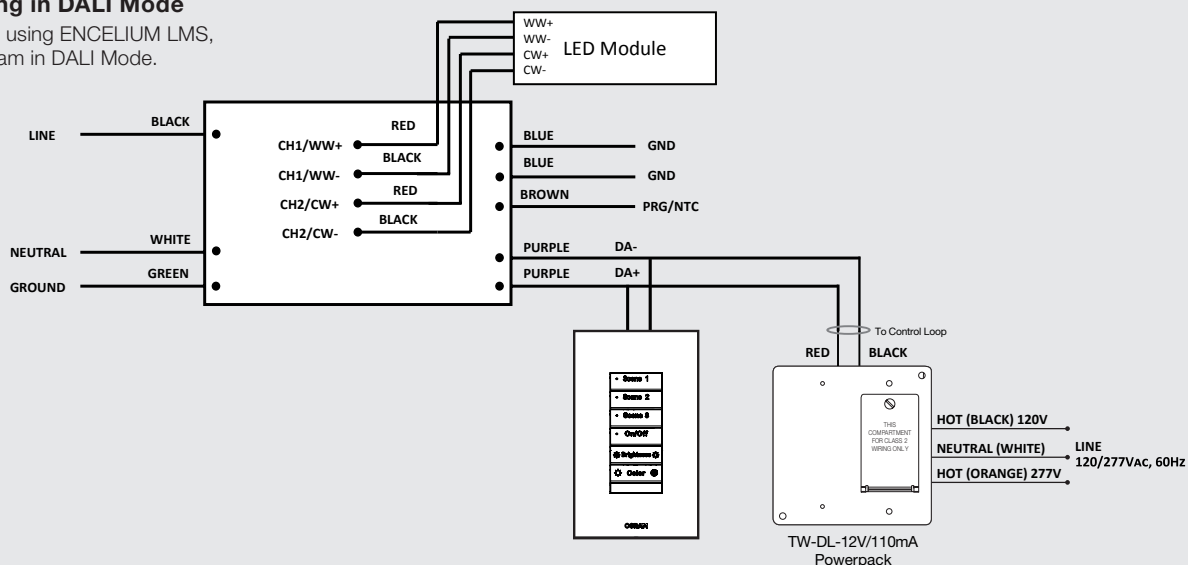 ng in DALI Mode
using ENCELIUM LMS,
am in DALI Mode.
WW+
WW-
CW+
CW-
LED Module
LINE
BLACK
NEUTRAL
WHITE
GROUND
GREEN
CH1/WW+
RED
CH1/WW-
BLACK
CH2/CW+
RED
CH2/CW-
BLACK
BLUE
GND
BLUE
GND
BROWN
PRG/NTC
PURPLE DA-
PURPLE DA+
Scene 1
Scene 2
Scene 3
On/Off
Brightness
Color
OSRAM
To Control Loop
RED BLACK
THIS
COMPARTMENT
FOR CLASS 2
WIRING ONLY
HOT (BLACK) 120V
NEUTRAL (WHITE)
HOT (ORANGE) 277V
LINE
120/277VAC, 60Hz
TW-DL-12V/110mA
Powerpack